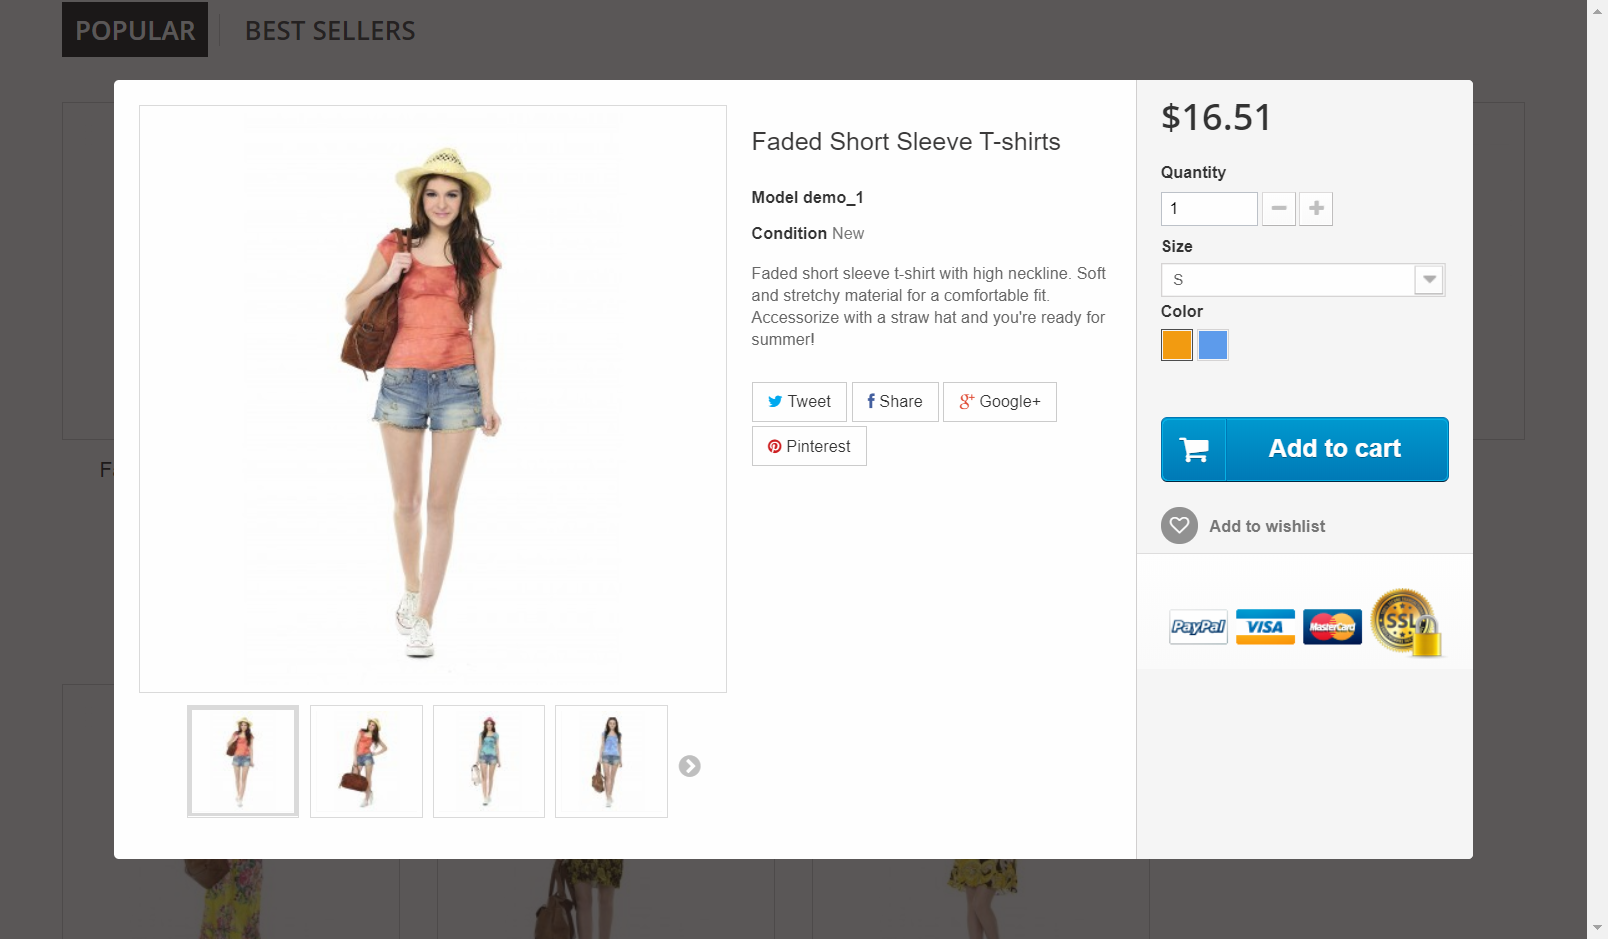 POPULAR
BEST SELLERS
Faded Short Sleeve T-shirts
Model demo_1
Condition New
Faded short sleeve t-shirt with high neckline. Soft
and stretchy material for a comfortable fit.
Accessorize with a straw hat and you're ready for
summer!
Tweet
Share
Google+
Pinterest
$16.51
Quantity
1
Size
S
Color
Add to cart
Add to wishlist
PayPal
VISA
MasterCard
SSL